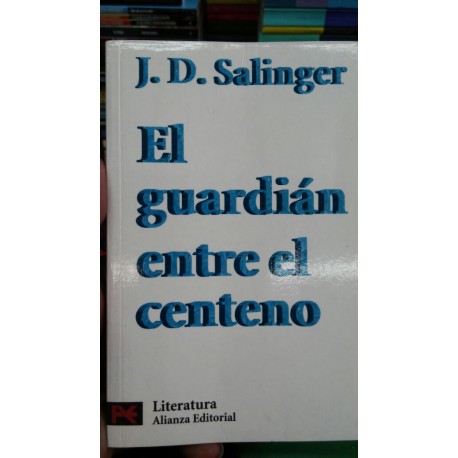 J. D. Salinger
El
guardián
entre el
centeno
Literatura
Alianza Editorial